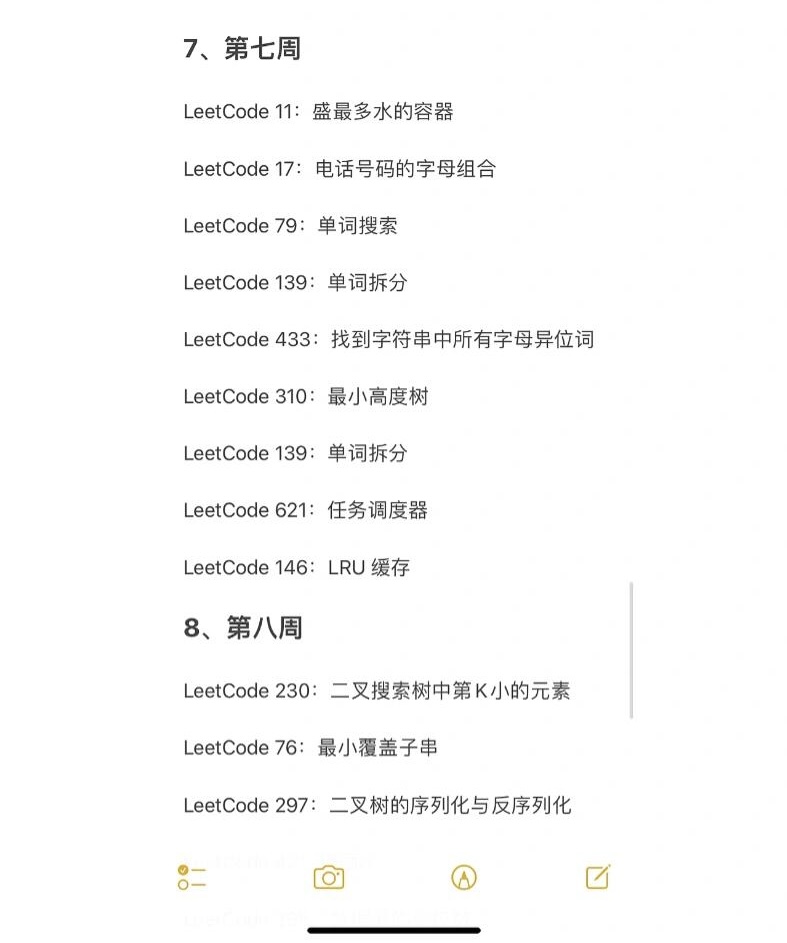 7、第七周
LeetCode 11：盛最多水的容器
LeetCode 17：电话号码的字母组合
LeetCode 79：单词搜索
LeetCode 139：单词拆分
LeetCode 433：找到字符串中所有字母异位词
LeetCode 310：最小高度树
LeetCode 139：单词拆分
LeetCode 621：任务调度器
LeetCode 146：LRU 缓存
8、第八周
LeetCode 230：二叉搜索树中第K小的元素
LeetCode 76：最小覆盖子串
LeetCode 297：二叉树的序列化与反序列化